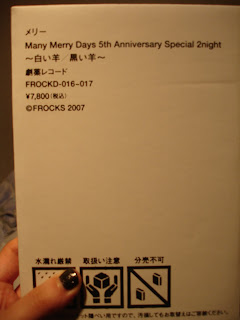 メリー
Many Merry Days 5th Anniversary Special 2night
～白い羊／黒い羊～
劇薬レコード
FROCKD-016-017
¥7,800(税込)
©FROCKS 2007
水濡れ厳禁
取扱い注意
分売不可